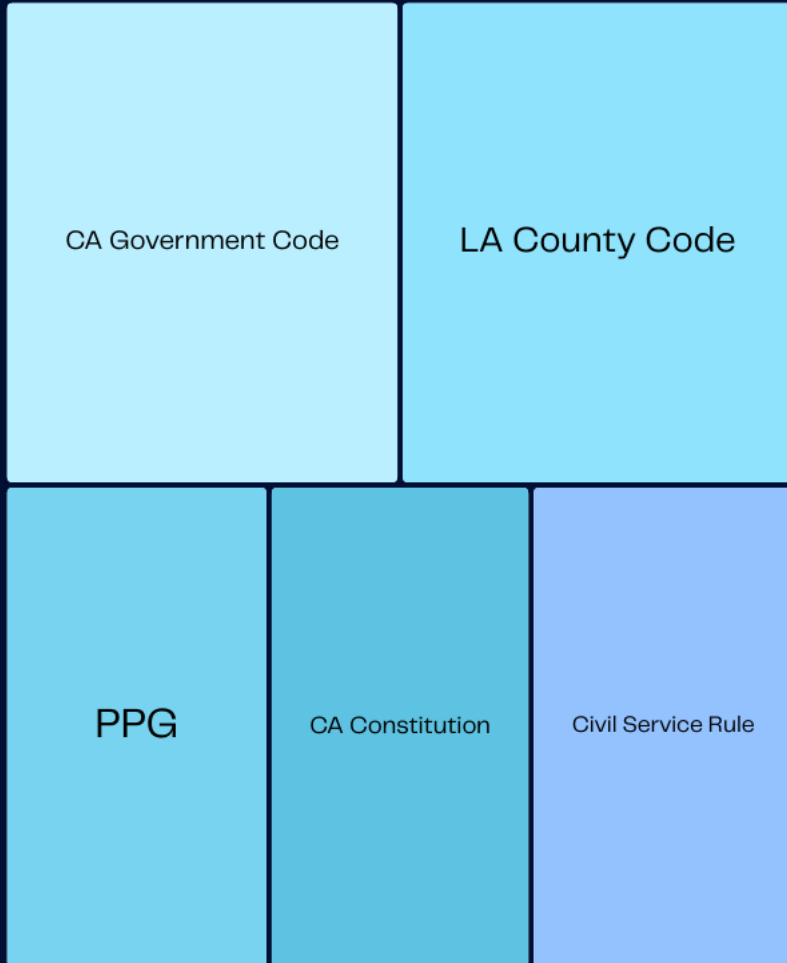 CA Government Code
LA County Code
PPG
CA Constitution
Civil Service Rule